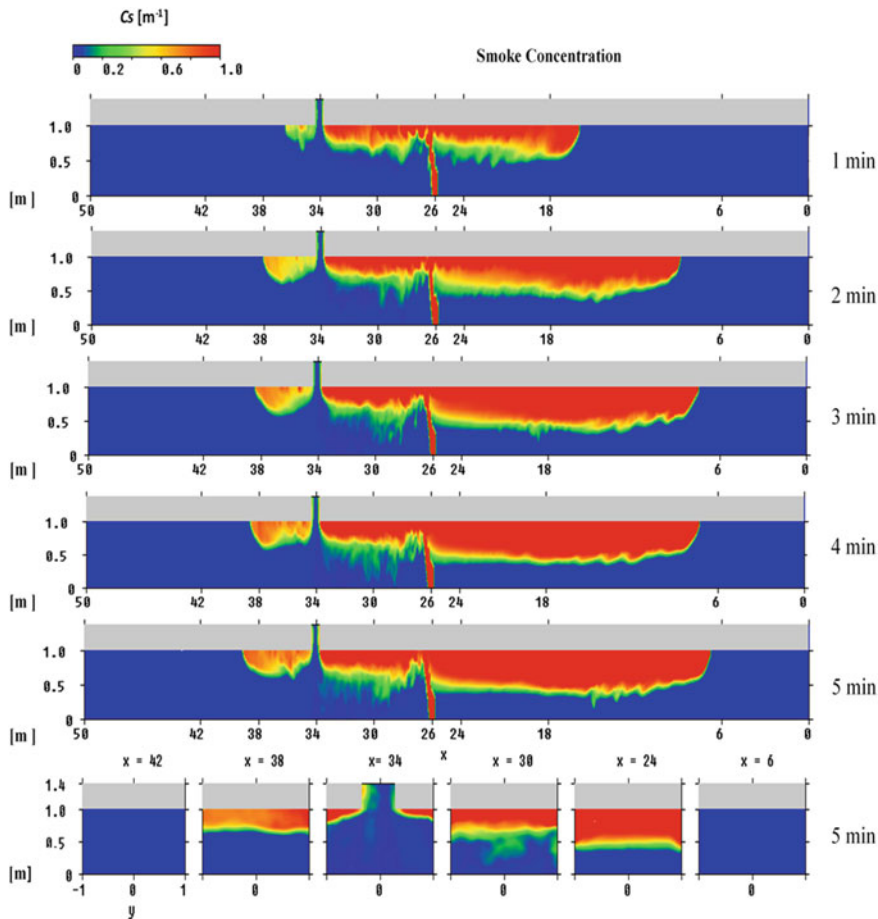 Cs [m⁻¹]
0 0.2 0.6 1.0
Smoke Concentration
1.0
0.5
0
[m ]
50 42 38 34 30 26 24 18 6 0
1 min
1.0
0.5
0
50 42 38 34 30 26 24 18 6 0
2 min
1.0
0.5
0
50 42 38 34 30 26 24 18 6 0
3 min
1.0
0.5
0
[m ]
50 42 38 34 30 26 24 18 6 0
4 min
1.0
0.5
0
[m ]
50 42 38 34 30 26 24 18 6 0
5 min
x
x = 42 x = 38 x= 34 x = 30 x = 24 x = 6
1.4
1.0
0.5
0
[m]
-1 0 1 0 0 0 0 0
y
5 min